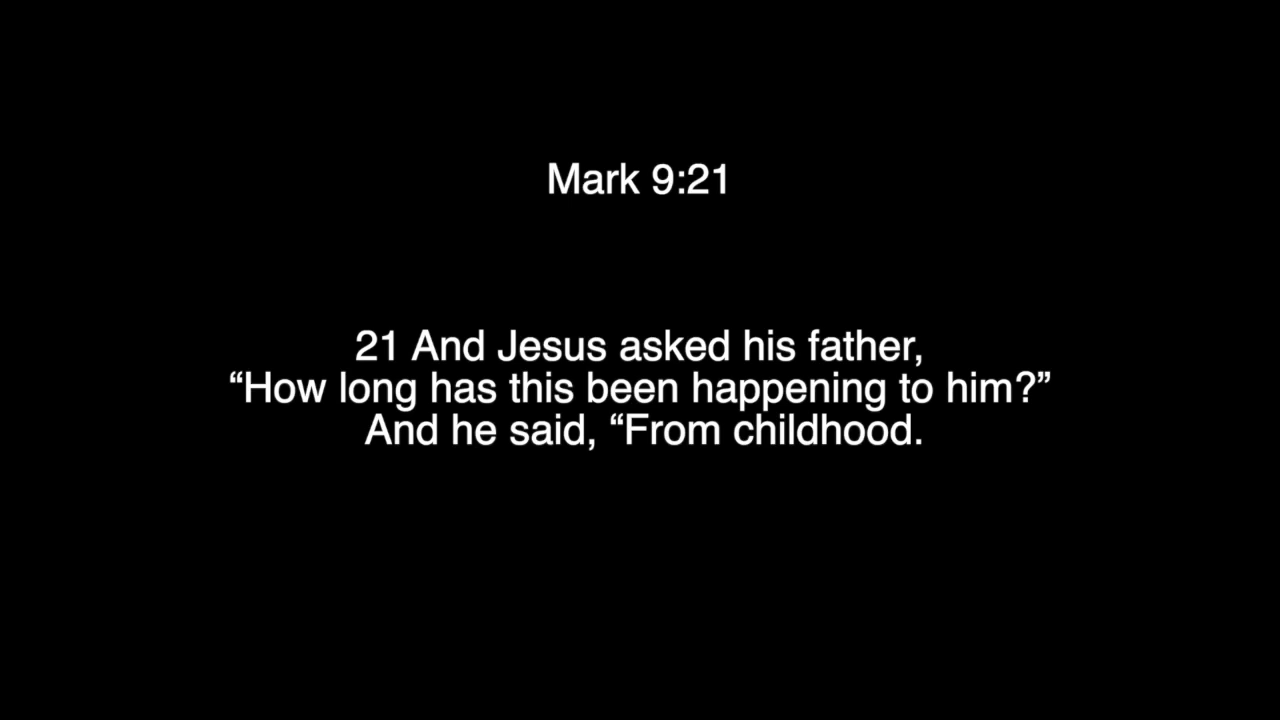 Mark 9:21
21 And Jesus asked his father,
“How long has this been happening to him?”
And he said, “From childhood.